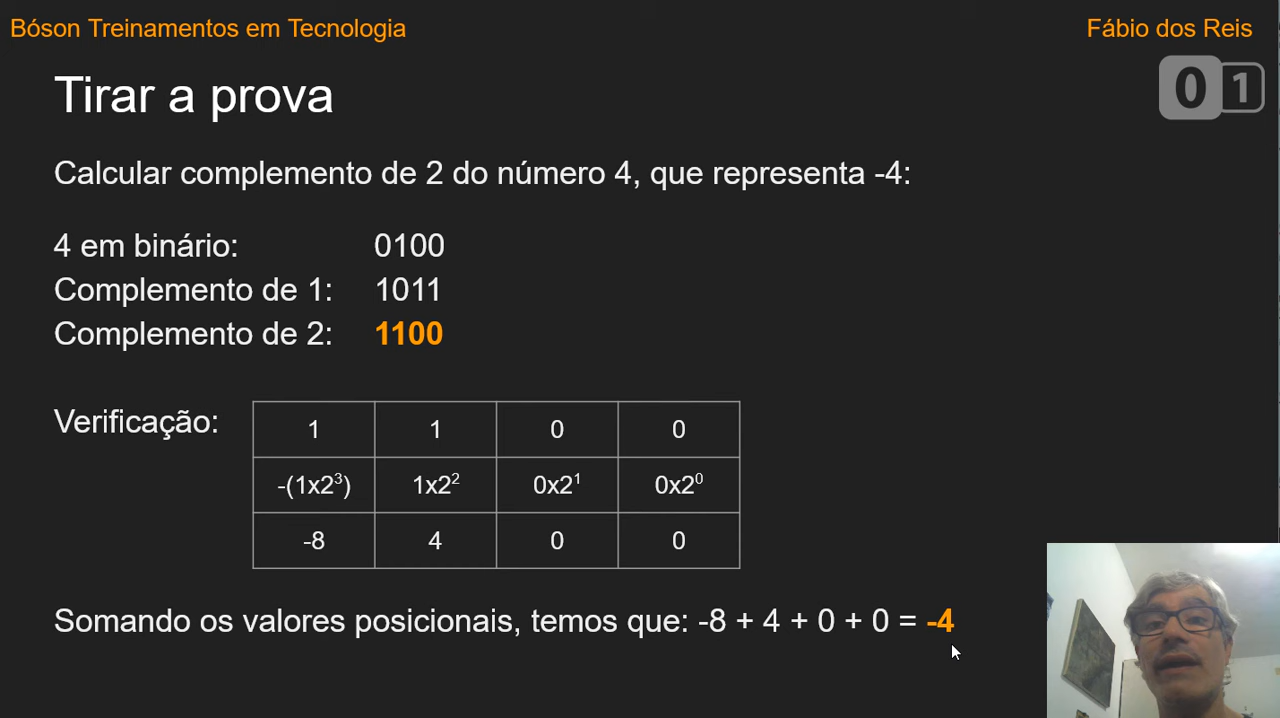 Bóson Treinamentos em Tecnologia
Fábio dos Reis
0 1
Tirar a prova
Calcular complemento de 2 do número 4, que representa -4:
4 em binário: 0100
Complemento de 1: 1011
Complemento de 2: 1100
Verificação:
1 1 0 0
-(1x2³) 1x2² 0x2¹ 0x2⁰
-8 4 0 0
Somando os valores posicionais, temos que: -8 + 4 + 0 + 0 = -4